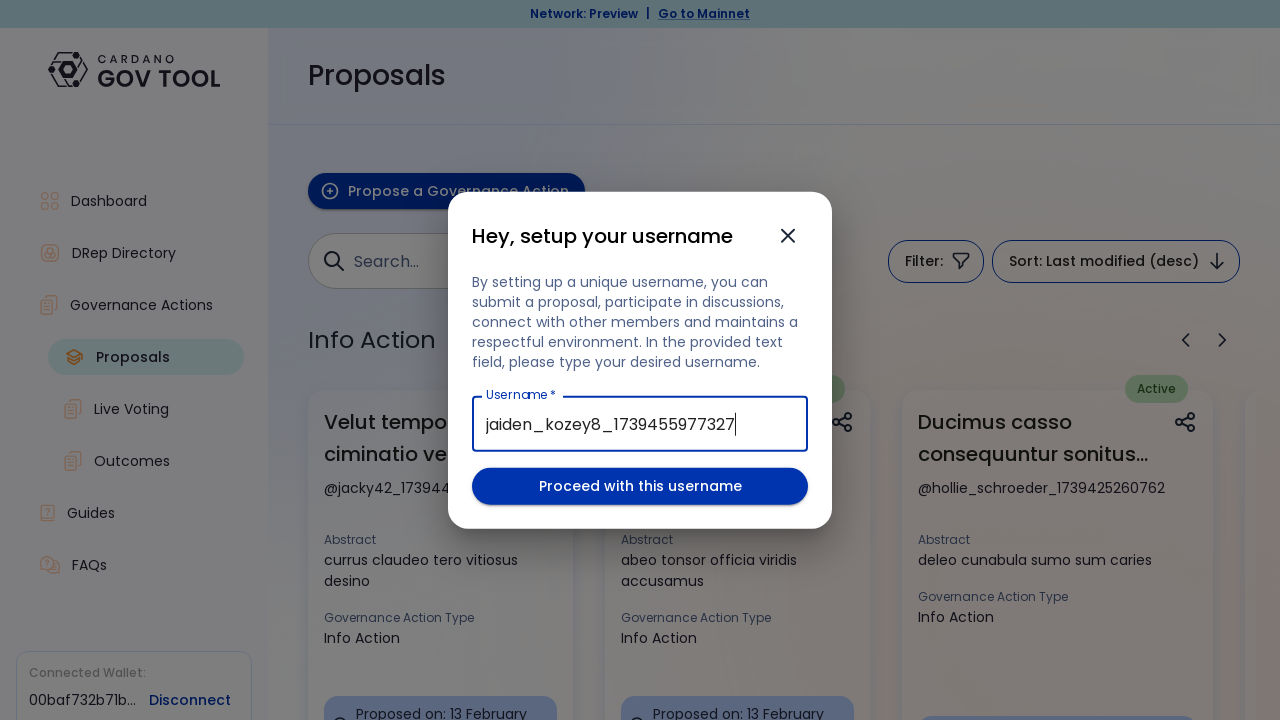 Network: Preview | Go to Mainnet
CARDANO
GOV TOOL
Proposals
Dashboard
DRep Directory
Governance Actions
Proposals
Live Voting
Outcomes
Guides
FAQs
Connected Wallet:
00baf732b71b... Disconnect
Propose a Governance Action
Search...
Filter:
Sort: Last modified (desc)
Info Action
Hey, setup your username
By setting up a unique username, you can
submit a proposal, participate in discussions,
connect with other members and maintains a
respectful environment. In the provided text
field, please type your desired username.
Username *
jaiden_kozey8_1739455977327
Proceed with this username
Velut tempo
ciminatio ve
@jacky42_173944
Abstract
currus claudeo tero vitiosus
desino
Governance Action Type
Info Action
Proposed on: 13 February
Abstract
abeo tonsor officia viridis
accusamus
Governance Action Type
Info Action
Proposed on: 13 February
Active
Ducimus casso
consequuntur sonitus...
@hollie_schroeder_1739425260762
Abstract
deleo cunabula sumo sum caries
Governance Action Type
Info Action